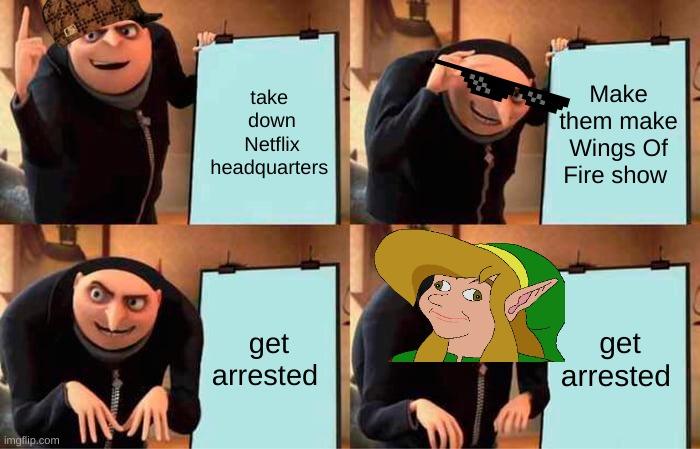 take
down
Netflix
headquarters
Make
them make
Wings Of
Fire show
get
arrested
get
arrested
imgflip.com